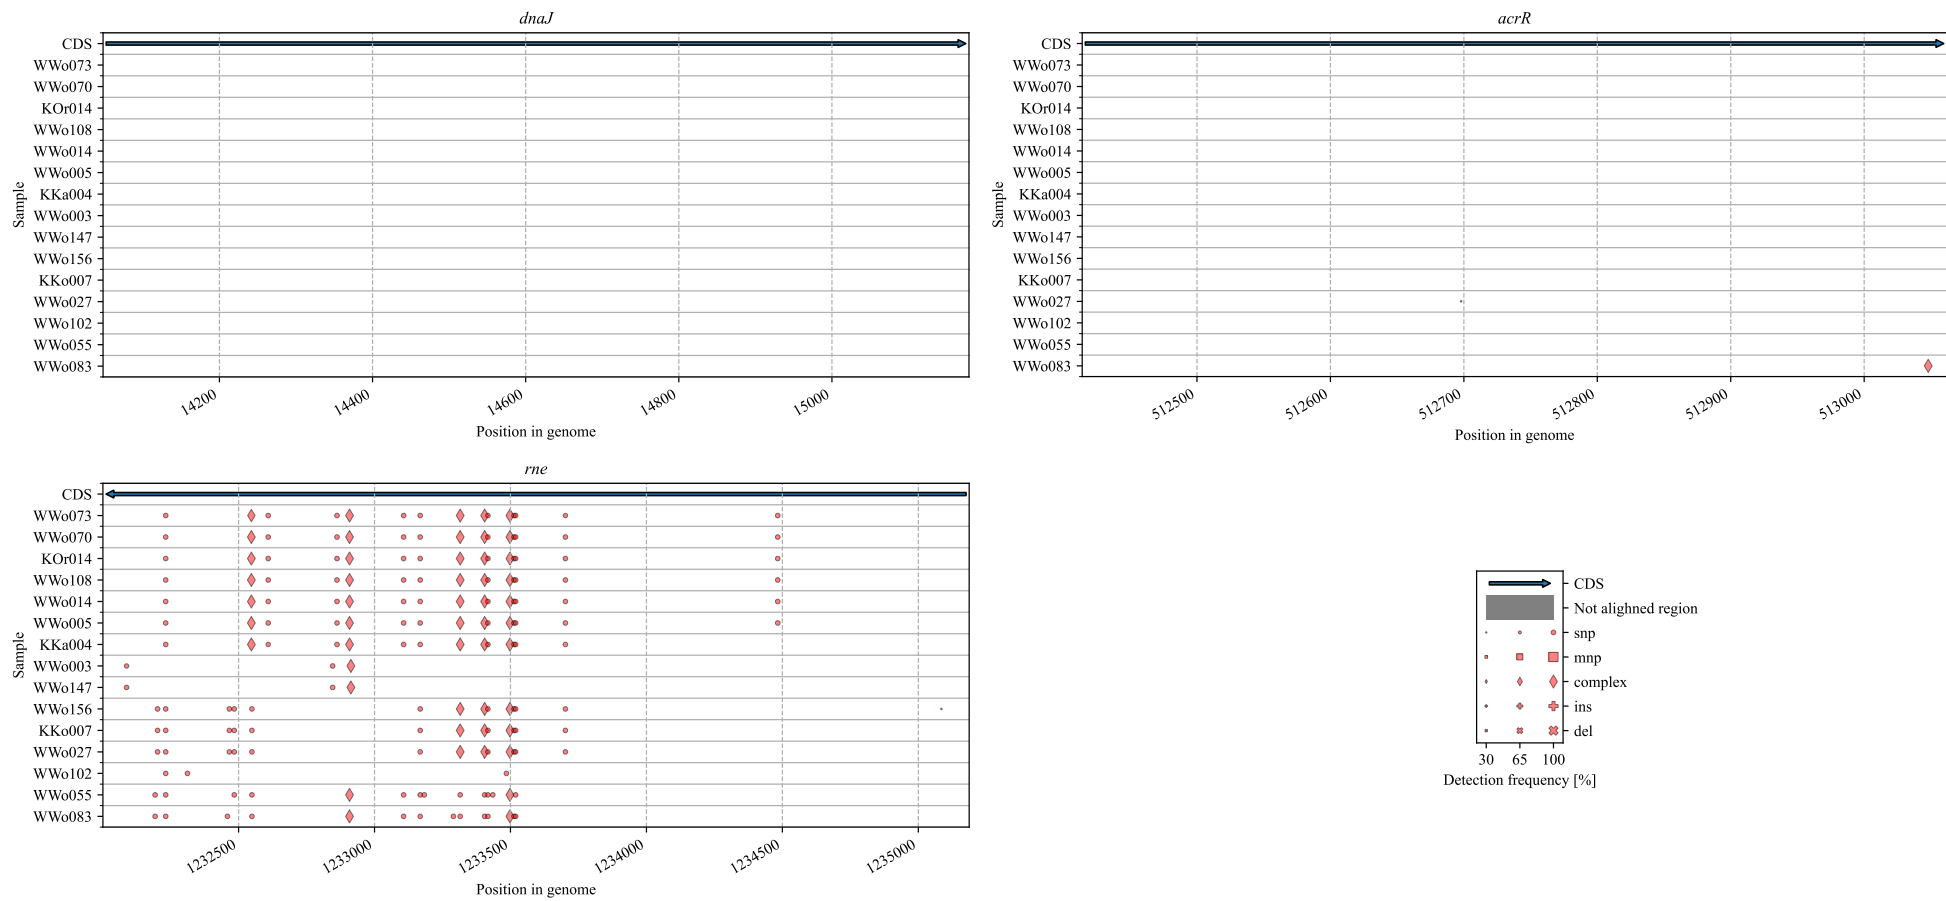 dnaJ
CDS
WWo073
WWo070
KOr014
WWo108
WWo014
WWo005
KKa004
WWo003
WWo147
WWo156
KKo007
WWo027
WWo102
WWo055
WWo083
Sample
14200
14400
14600
14800
15000
Position in genome
acrR
CDS
WWo073
WWo070
KOr014
WWo108
WWo014
WWo005
KKa004
WWo003
WWo147
WWo156
KKo007
WWo027
WWo102
WWo055
WWo083
Sample
512500
512600
512700
512800
512900
513000
Position in genome
rne
CDS
WWo073
WWo070
KOr014
WWo108
WWo014
WWo005
KKa004
WWo003
WWo147
WWo156
KKo007
WWo027
WWo102
WWo055
WWo083
Sample
1232500
1233000
1233500
1234000
1234500
1235000
Position in genome
CDS
Not alighned region
snp
mnp
complex
ins
del
30 65 100
Detection frequency [%]